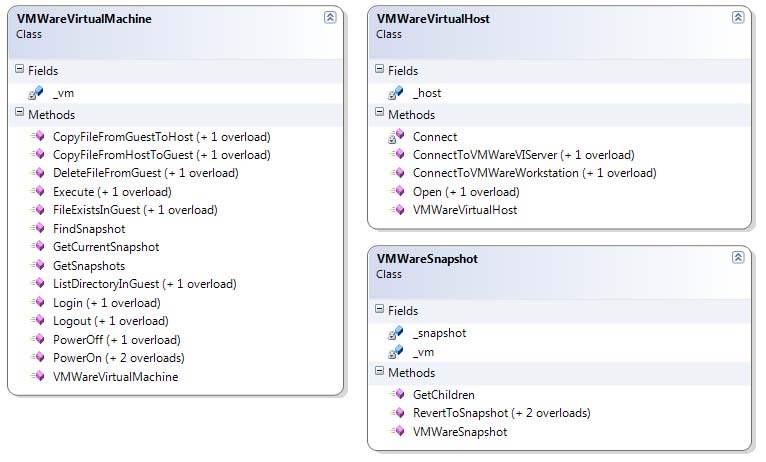 VMWareVirtualMachine
Class
Fields
_vm
Methods
CopyFileFromGuestToHost (+ 1 overload)
CopyFileFromHostToGuest (+ 1 overload)
DeleteFileFromGuest (+ 1 overload)
Execute (+ 1 overload)
FileExistsInGuest (+ 1 overload)
FindSnapshot
GetCurrentSnapshot
GetSnapshots
ListDirectoryInGuest (+ 1 overload)
Login (+ 1 overload)
Logout (+ 1 overload)
PowerOff (+ 1 overload)
PowerOn (+ 2 overloads)
VMWareVirtualMachine
VMWareVirtualHost
Class
Fields
_host
Methods
Connect
ConnectToVMWareVIServer (+ 1 overload)
ConnectToVMWareWorkstation (+ 1 overload)
Open (+ 1 overload)
VMWareVirtualHost
VMWareSnapshot
Class
Fields
_snapshot
_vm
Methods
GetChildren
RevertToSnapshot (+ 2 overloads)
VMWareSnapshot